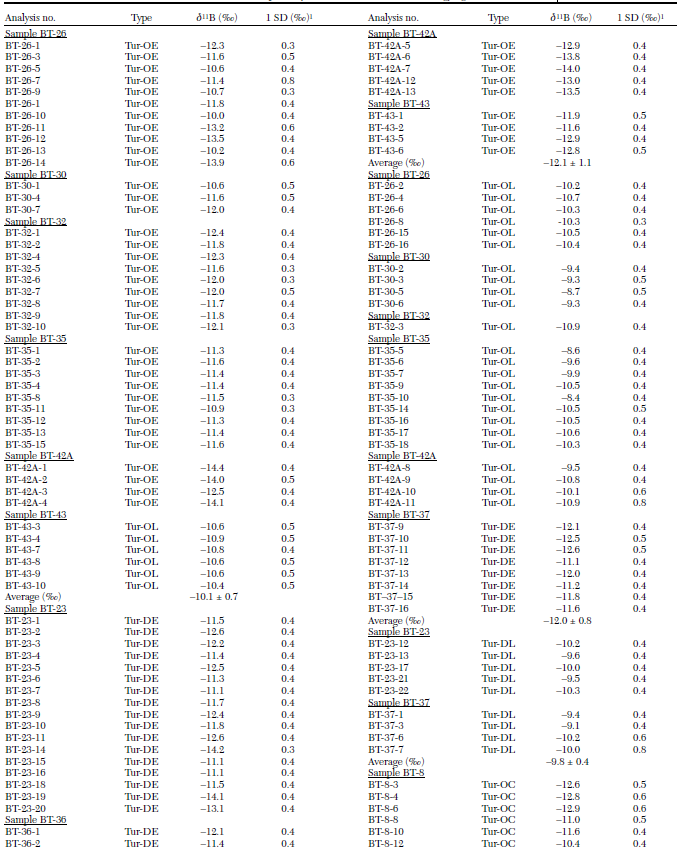 Analysis no. Type δ¹¹B (‰) 1 SD (‰)¹ Analysis no. Type δ¹¹B (‰) 1 SD (‰)¹
Sample BT-26 Sample BT-42A
BT-26-1 Tur-OE –12.3 0.3 BT-42A-5 Tur-OE –12.9 0.4
BT-26-3 Tur-OE –11.6 0.5 BT-42A-6 Tur-OE –13.8 0.4
BT-26-5 Tur-OE –10.6 0.4 BT-42A-7 Tur-OE –14.0 0.4
BT-26-7 Tur-OE –11.4 0.8 BT-42A-12 Tur-OE –13.0 0.4
BT-26-9 Tur-OE –10.7 0.3 BT-42A-13 Tur-OE –13.5 0.4
BT-26-1 Tur-OE –11.8 0.4 Sample BT-43
BT-26-10 Tur-OE –10.0 0.4 BT-43-1 Tur-OE –11.9 0.5
BT-26-11 Tur-OE –13.2 0.6 BT-43-2 Tur-OE –11.6 0.4
BT-26-12 Tur-OE –13.5 0.4 BT-43-5 Tur-OE –12.9 0.4
BT-26-13 Tur-OE –10.2 0.4 BT-43-6 Tur-OE –12.8 0.5
BT-26-14 Tur-OE –13.9 0.6 Average (‰) –12.1 ± 1.1
Sample BT-30 Sample BT-26
BT-30-1 Tur-OE –10.6 0.5 BT-26-2 Tur-OL –10.2 0.4
BT-30-4 Tur-OE –11.6 0.5 BT-26-4 Tur-OL –10.7 0.4
BT-30-7 Tur-OE –12.0 0.4 BT-26-6 Tur-OL –10.3 0.4
Sample BT-32 BT-26-8 Tur-OL -10.3 0.3
BT-32-1 Tur-OE –12.4 0.4 BT-26-15 Tur-OL –10.5 0.4
BT-32-2 Tur-OE –11.8 0.4 BT-26-16 Tur-OL –10.4 0.4
BT-32-4 Tur-OE –12.3 0.4 Sample BT-30
BT-32-5 Tur-OE –11.6 0.3 BT-30-2 Tur-OL –9.4 0.4
BT-32-6 Tur-OE –12.0 0.3 BT-30-3 Tur-OL –9.3 0.5
BT-32-7 Tur-OE –12.0 0.5 BT-30-5 Tur-OL –8.7 0.5
BT-32-8 Tur-OE –11.7 0.4 BT-30-6 Tur-OL –9.3 0.4
BT-32-9 Tur-OE –11.8 0.4 Sample BT-32
BT-32-10 Tur-OE –12.1 0.3 BT-32-3 Tur-OL –10.9 0.4
Sample BT-35 Sample BT-35
BT-35-1 Tur-OE –11.3 0.4 BT-35-5 Tur-OL –8.6 0.4
BT-35-2 Tur-OE –11.6 0.4 BT-35-6 Tur-OL –9.6 0.4
BT-35-3 Tur-OE –11.4 0.4 BT-35-7 Tur-OL –9.9 0.4
BT-35-4 Tur-OE –11.4 0.4 BT-35-9 Tur-OL –10.5 0.4
BT-35-8 Tur-OE –11.5 0.3 BT-35-10 Tur-OL –8.4 0.4
BT-35-11 Tur-OE –10.9 0.3 BT-35-14 Tur-OL –10.5 0.5
BT-35-12 Tur-OE –11.3 0.4 BT-35-16 Tur-OL –10.5 0.4
BT-35-13 Tur-OE –11.4 0.4 BT-35-17 Tur-OL –10.6 0.4
BT-35-15 Tur-OE –11.6 0.4 BT-35-18 Tur-OL –10.3 0.4
Sample BT-42A Sample BT-42A
BT-42A-1 Tur-OE –14.4 0.4 BT-42A-8 Tur-OL –9.5 0.4
BT-42A-2 Tur-OE –14.0 0.5 BT-42A-9 Tur-OL –10.8 0.4
BT-42A-3 Tur-OE –12.5 0.4 BT-42A-10 Tur-OL –10.1 0.6
BT-42A-4 Tur-OE –14.1 0.4 BT-42A-11 Tur-OL –10.9 0.8
Sample BT-43 Sample BT-37
BT-43-3 Tur-OL –10.6 0.5 BT-37-9 Tur-DE –12.1 0.4
BT-43-4 Tur-OL –10.9 0.5 BT-37-10 Tur-DE –12.5 0.5
BT-43-7 Tur-OL –10.8 0.4 BT-37-11 Tur-DE –12.6 0.5
BT-43-8 Tur-OL –10.6 0.5 BT-37-12 Tur-DE –11.1 0.4
BT-43-9 Tur-OL –10.6 0.5 BT-37-13 Tur-DE –12.0 0.4
BT-43-10 Tur-OL –10.4 0.5 BT-37-14 Tur-DE –11.2 0.4
Average (‰) –10.1 ± 0.7 BT–37–15 Tur-DE –11.8 0.4
Sample BT-23 BT-37-16 Tur-DE –11.6 0.4
BT-23-1 Tur-DE –11.5 0.4 Average (‰) –12.0 ± 0.8
BT-23-2 Tur-DE –12.6 0.4 Sample BT-23
BT-23-3 Tur-DE –12.2 0.4 BT-23-12 Tur-DL –10.2 0.4
BT-23-4 Tur-DE –11.4 0.4 BT-23-13 Tur-DL –9.6 0.4
BT-23-5 Tur-DE –12.5 0.4 BT-23-17 Tur-DL –10.0 0.4
BT-23-6 Tur-DE –11.3 0.4 BT-23-21 Tur-DL –9.5 0.4
BT-23-7 Tur-DE –11.1 0.4 BT-23-22 Tur-DL –10.3 0.4
BT-23-8 Tur-DE –11.7 0.4 Sample BT-37
BT-23-9 Tur-DE –12.4 0.4 BT-37-1 Tur-DL –9.4 0.4
BT-23-10 Tur-DE –11.8 0.4 BT-37-3 Tur-DL –9.1 0.4
BT-23-11 Tur-DE –12.6 0.4 BT-37-6 Tur-DL –10.2 0.6
BT-23-14 Tur-DE –14.2 0.3 BT-37-7 Tur-DL –10.0 0.8
BT-23-15 Tur-DE –11.1 0.4 Average (‰) –9.8 ± 0.4
BT-23-16 Tur-DE –11.1 0.4 Sample BT-8
BT-23-18 Tur-DE –11.5 0.4 BT-8-3 Tur-OC –12.6 0.5
BT-23-19 Tur-DE –14.1 0.4 BT-8-4 Tur-OC –12.8 0.6
BT-23-20 Tur-DE –13.1 0.4 BT-8-6 Tur-OC –12.9 0.6
Sample BT-36 BT-8-8 Tur-OC –11.0 0.5
BT-36-1 Tur-DE –12.1 0.4 BT-8-10 Tur-OC –11.6 0.4
BT-36-2 Tur-DE –11.4 0.4 BT-8-12 Tur-OC –10.4 0.4